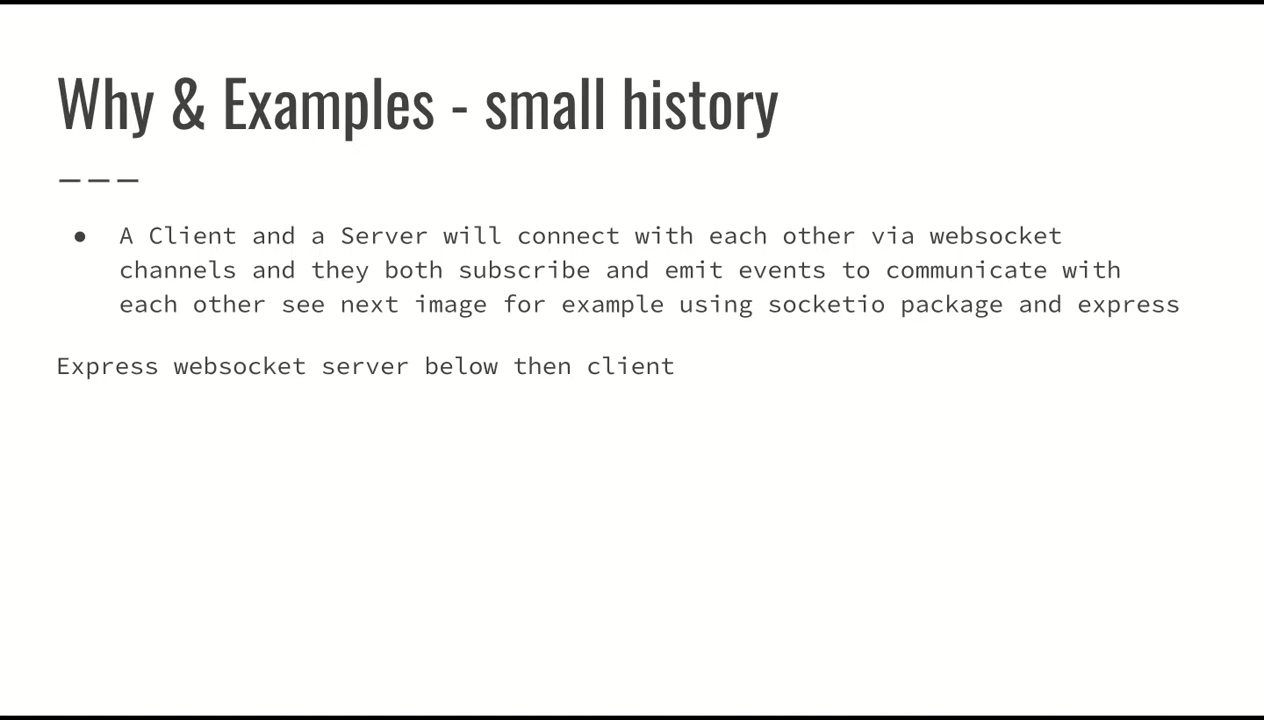 Why & Examples - small history
———
● A Client and a Server will connect with each other via websocket
channels and they both subscribe and emit events to communicate with
each other see next image for example using socketio package and express
Express websocket server below then client